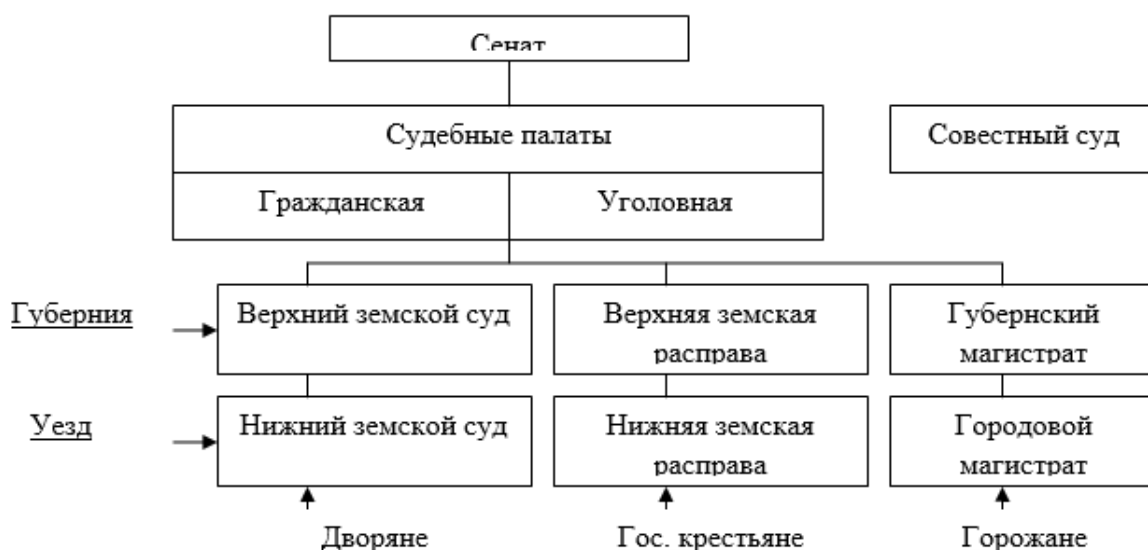 Сенат
Судебные палаты
Совестный суд
Гражданская
Уголовная
Губерния
Верхний земской суд
Верхняя земская
расправа
Губернский
магистрат
Уезд
Нижний земской суд
Нижняя земская
расправа
Городовой
магистрат
Дворяне
Гос. крестьяне
Горожане